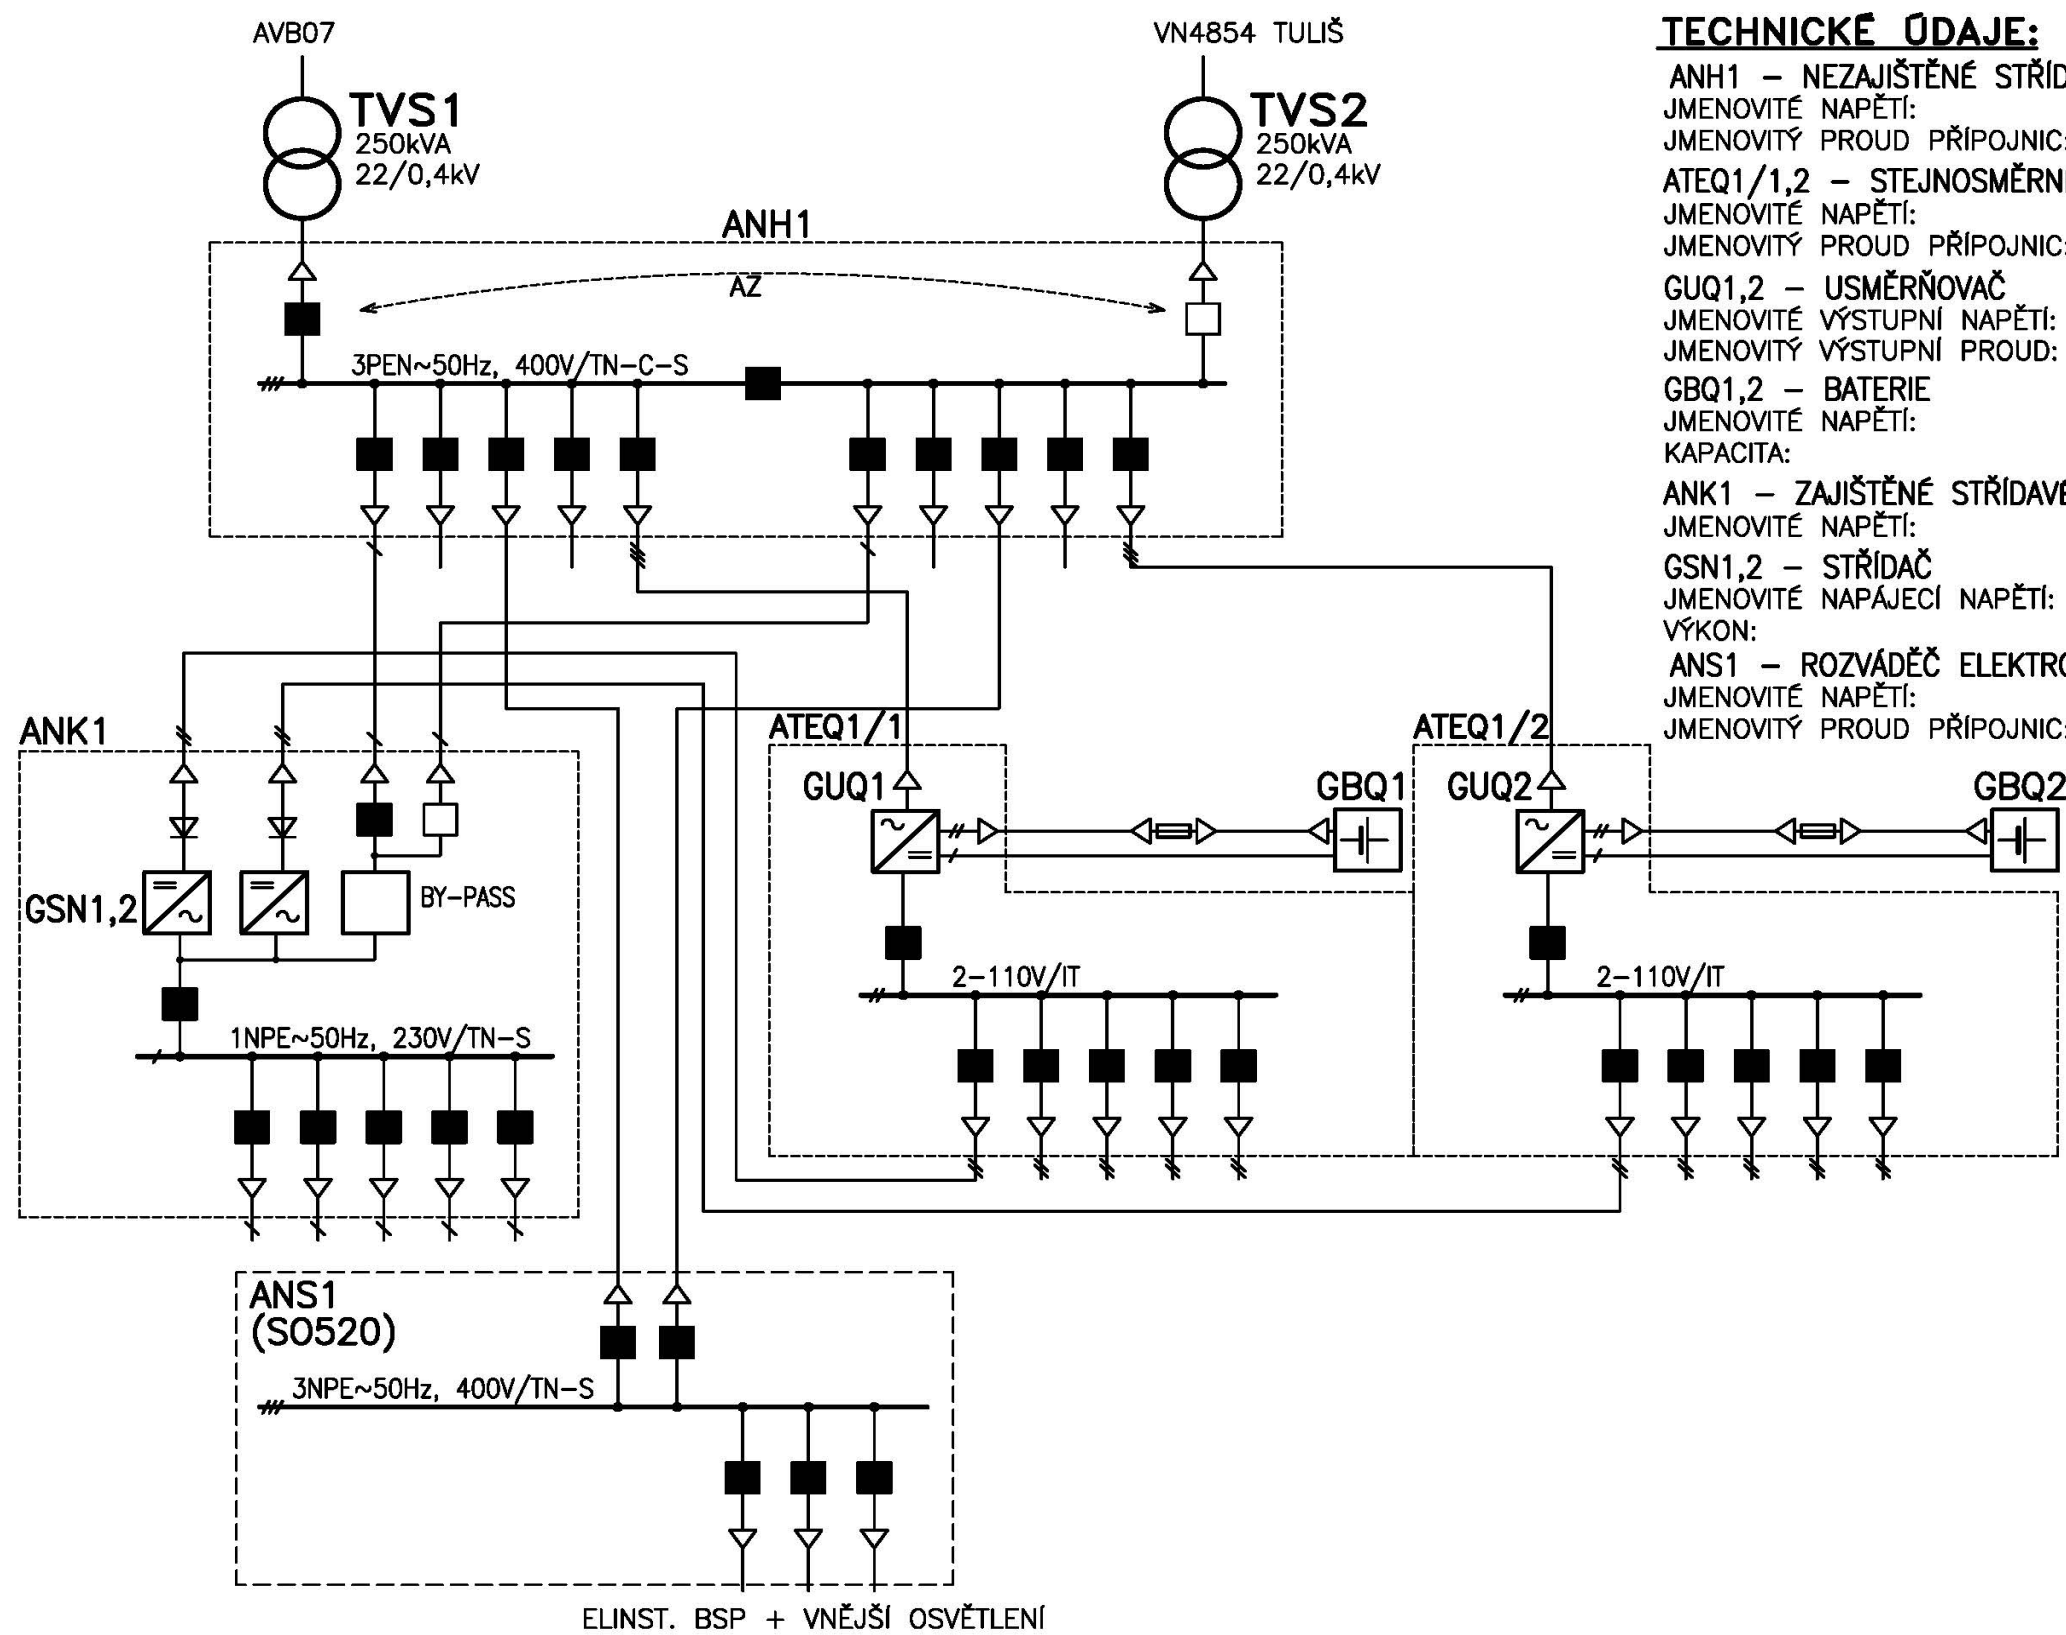 AVB07
VN4854 TULIŠ
TVS1
250kVA
22/0,4kV
TVS2
250kVA
22/0,4kV
ANH1
AZ
3PEN~50Hz, 400V/TN-C-S
ANK1
GSN1,2
BY-PASS
1NPE~50Hz, 230V/TN-S
ATEQ1/1
GUQ1
GBQ1
2-110V/IT
ATEQ1/2
GUQ2
GBQ2
2-110V/IT
ANS1
(SO520)
3NPE~50Hz, 400V/TN-S
ELINST. BSP + VNĚJŠÍ OSVĚTLENÍ
TECHNICKÉ ÚDAJE:
ANH1 - NEZAJIŠTĚNÉ STŘÍD
JMENOVITÉ NAPĚTÍ:
JMENOVITÝ PROUD PŘÍPOJNIC:
ATEQ1/1,2 - STEJNOSMĚRN
JMENOVITÉ NAPĚTÍ:
JMENOVITÝ PROUD PŘÍPOJNIC:
GUQ1,2 - USMĚRŇOVAČ
JMENOVITÉ VÝSTUPNÍ NAPĚTÍ:
JMENOVITÝ VÝSTUPNÍ PROUD:
GBQ1,2 - BATERIE
JMENOVITÉ NAPĚTÍ:
KAPACITA:
ANK1 - ZAJIŠTĚNÉ STŘÍDAVÉ
JMENOVITÉ NAPĚTÍ:
GSN1,2 - STŘÍDAČ
JMENOVITÉ NAPÁJECÍ NAPĚTÍ:
VÝKON:
ANS1 - ROZVÁDĚČ ELEKTRO
JMENOVITÉ NAPĚTÍ:
JMENOVITÝ PROUD PŘÍPOJNIC: